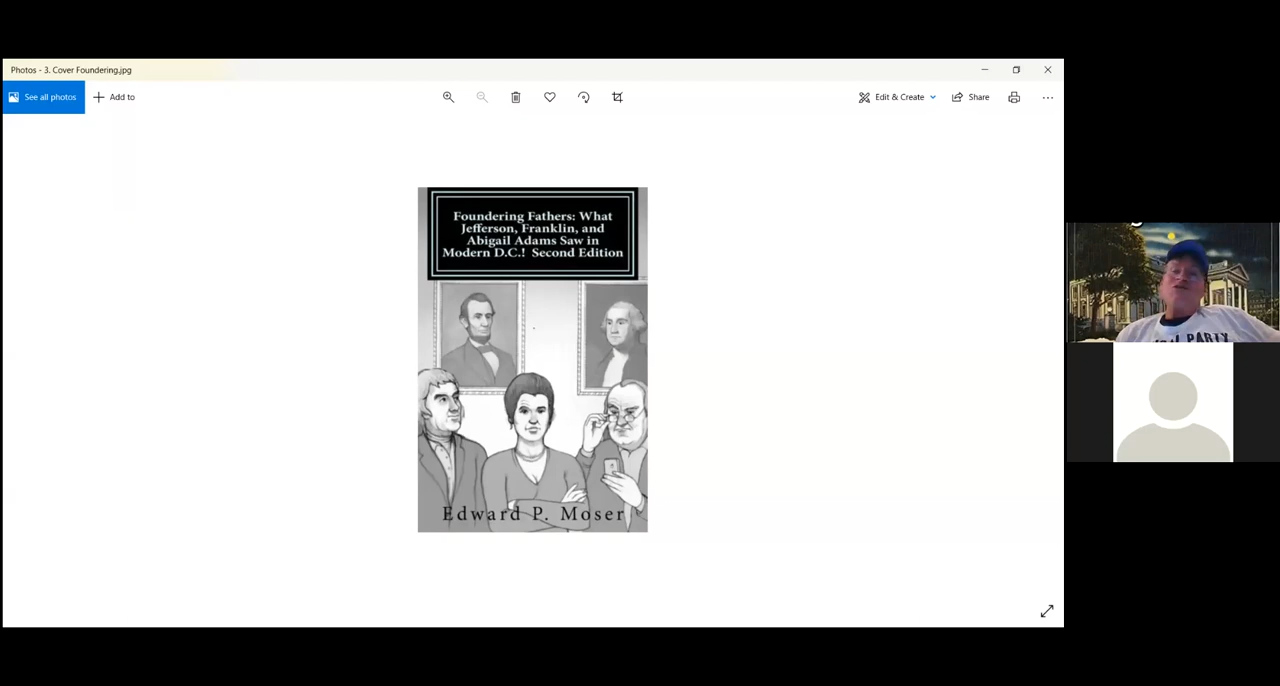 Photos - 3. Cover Foundering.jpg
See all photos
Add to
Edit & Create
Share
Foundering Fathers: What
Jefferson, Franklin, and
Abigail Adams Saw in
Modern D.C.! Second Edition
Edward P. Moser
PARTY